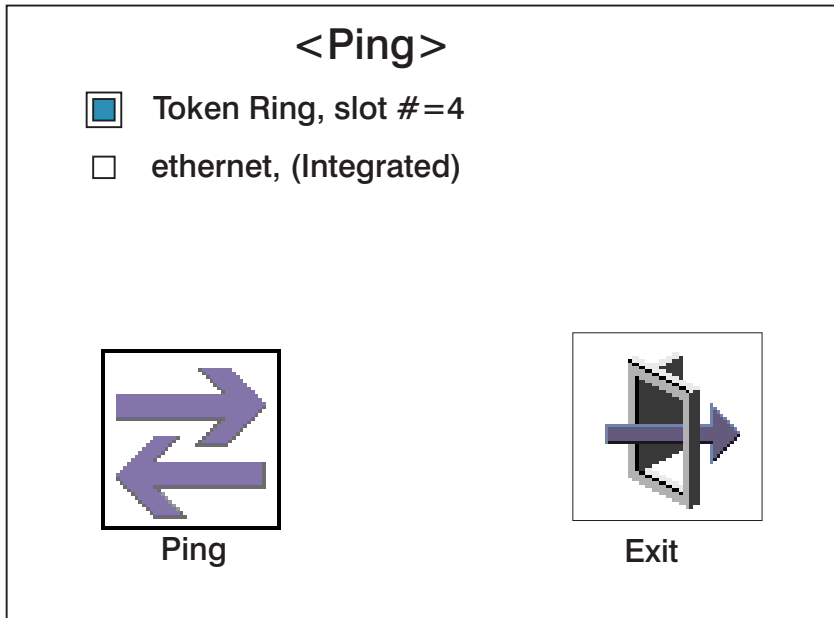 <Ping>
Token Ring, slot #=4
ethernet, (Integrated)
Ping
Exit